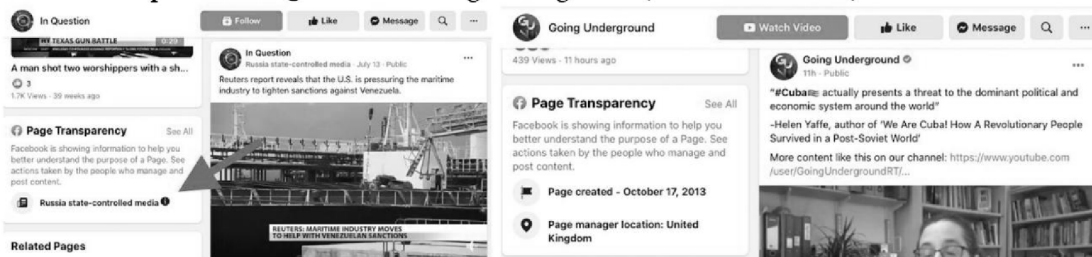 In Question
Follow
Like
Message
WE TEXAS GUN BATTLE
0:20
A man shot two worshippers with a sh...
3
1.7K Views · 39 weeks ago
Page Transparency
See All
Facebook is showing information to help you
better understand the purpose of a Page. See
actions taken by the people who manage and
post content.
Russia state-controlled media
Related Pages
In Question
Russia state-controlled media · July 13 · Public
Reuters report reveals that the U.S. is pressuring the maritime
industry to tighten sanctions against Venezuela.
REUTERS: MARITIME INDUSTRY MOVES
TO HELP WITH VENEZUELAN SANCTIONS
Going Underground
Watch Video
Like
Message
439 Views · 11 hours ago
Page Transparency
See All
Facebook is showing information to help you
better understand the purpose of a Page. See
actions taken by the people who manage and
post content.
Page created - October 17, 2013
Page manager location: United
Kingdom
Going Underground
11h · Public
"#Cuba actually presents a threat to the dominant political and
economic system around the world"
-Helen Yaffe, author of 'We Are Cuba! How A Revolutionary People
Survived in a Post-Soviet World'
More content like this on our channel: https://www.youtube.com
/user/GoingUndergroundRT/...